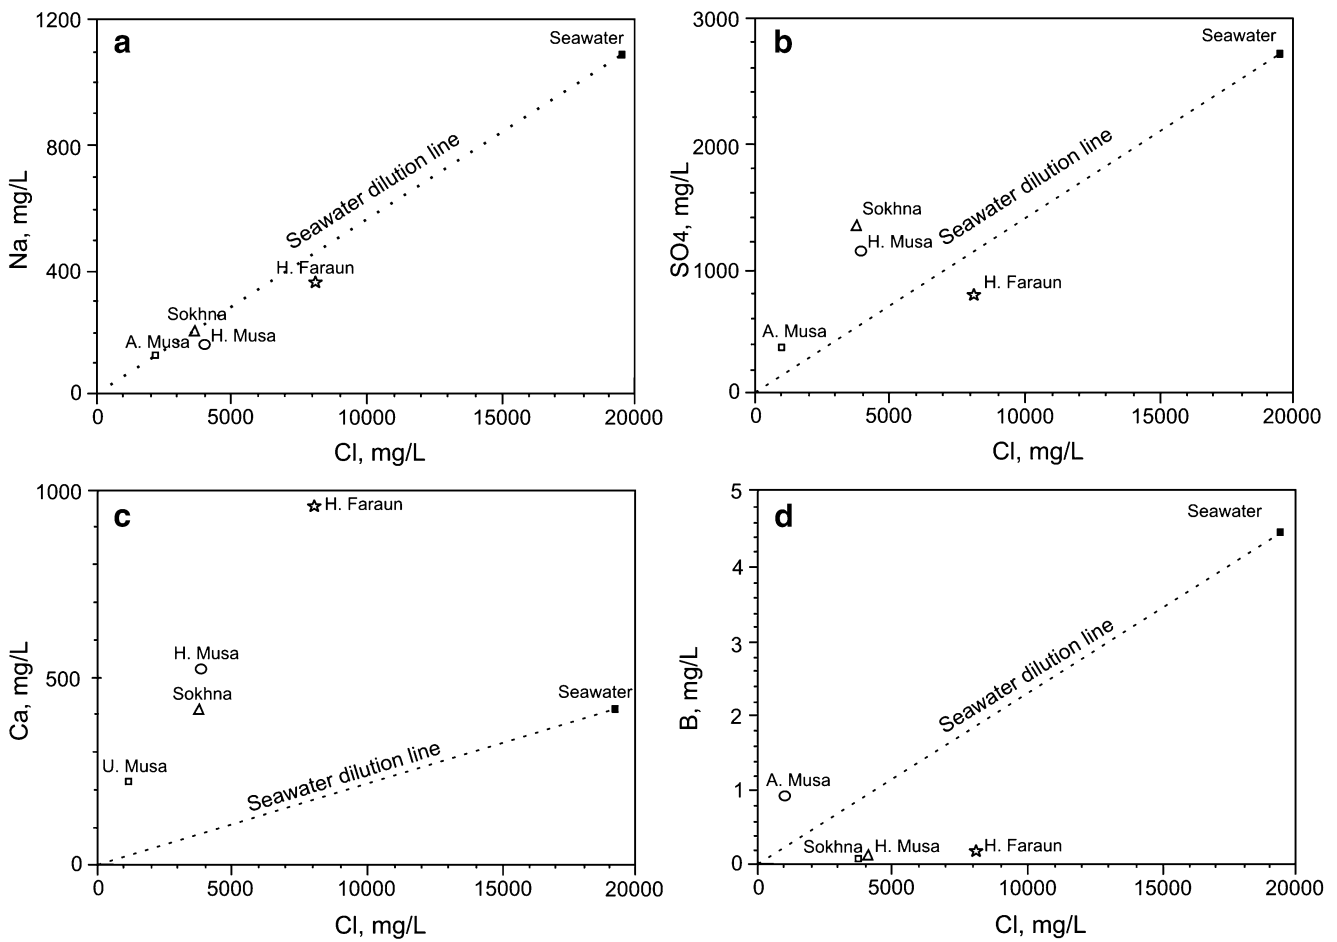 a
1200
800
400
0
Na, mg/L
Seawater
Seawater dilution line
H. Faraun
Sokhna
H. Musa
A. Musa
0 5000 10000 15000 20000
Cl, mg/L
b
3000
2000
1000
0
SO4, mg/L
Seawater
Seawater dilution line
Sokhna
H. Musa
H. Faraun
A. Musa
0 5000 10000 15000 20000
Cl, mg/L
c
1000
500
0
Ca, mg/L
H. Faraun
H. Musa
Sokhna
Seawater
U. Musa
Seawater dilution line
0 5000 10000 15000 20000
Cl, mg/L
d
5
4
3
2
1
0
B, mg/L
Seawater
Seawater dilution line
A. Musa
Sokhna
H. Musa
H. Faraun
0 5000 10000 15000 20000
Cl, mg/L